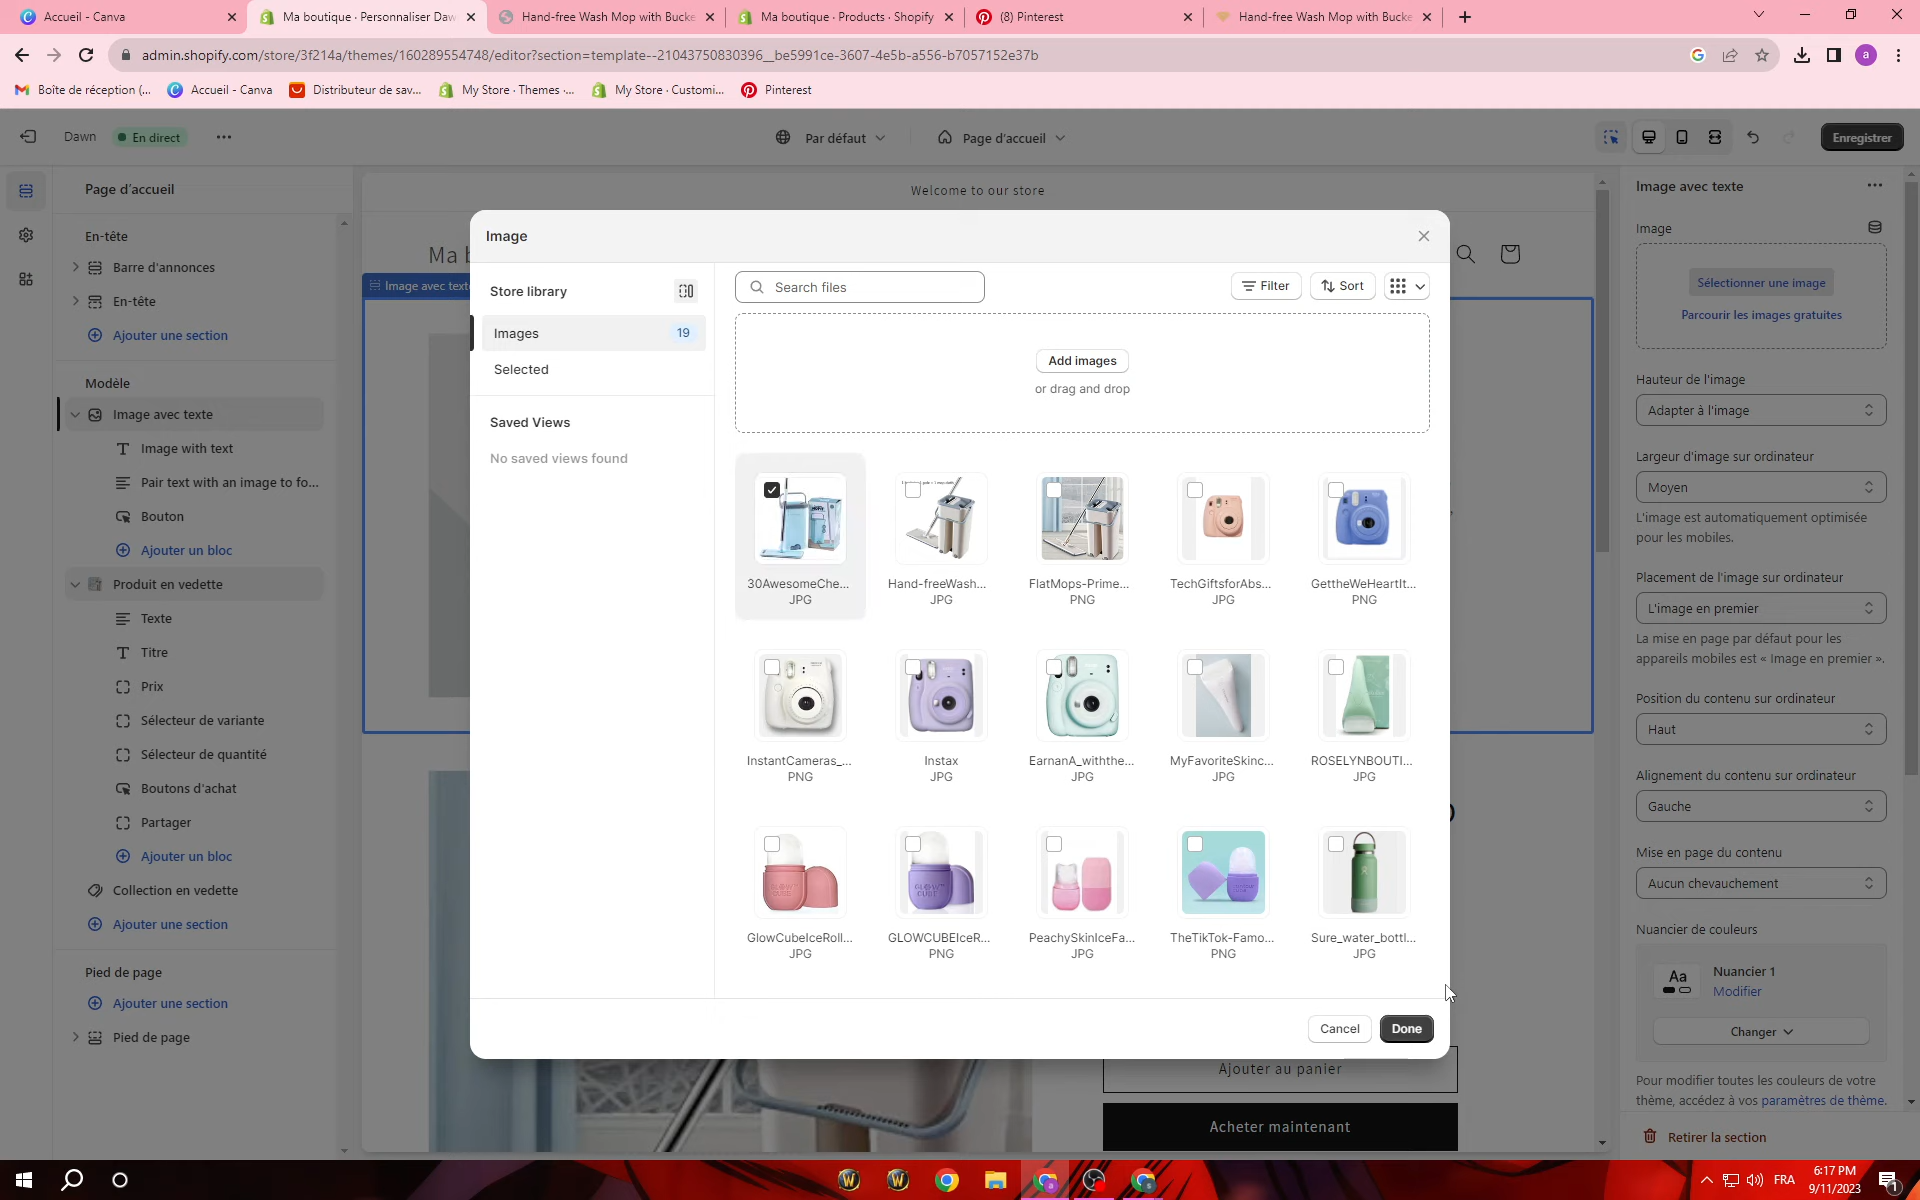 Accueil - Canva
Ma boutique · Personnaliser Daw
Hand-free Wash Mop with Bucke
Ma boutique · Products · Shopify
(8) Pinterest
Hand-free Wash Mop with Bucke
admin.shopify.com/store/3f214a/themes/160289554748/editor?section=template--21043750830396__be5991ce-3607-4e5b-a556-b7057152e37b
a
Boîte de réception (...
Accueil - Canva
Distributeur de sav...
My Store · Themes ·...
My Store · Customi...
Pinterest
Dawn
En direct
Par défaut
Page d'accueil
Enregistrer
Page d'accueil
En-tête
Barre d'annonces
En-tête
Ajouter une section
Modèle
Image avec texte
Image with text
Pair text with an image to fo...
Bouton
Ajouter un bloc
Produit en vedette
Texte
Titre
Prix
Sélecteur de variante
Sélecteur de quantité
Boutons d'achat
Partager
Ajouter un bloc
Collection en vedette
Ajouter une section
Pied de page
Ajouter une section
Pied de page
Welcome to our store
Ma b
Image avec text
Image
Store library
Images
19
Selected
Saved Views
No saved views found
Search files
Filter
Sort
Add images
or drag and drop
30AwesomeChe...
JPG
Hand-freeWash...
JPG
FlatMops-Prime...
PNG
TechGiftsforAbs...
JPG
GettheWeHeartIt...
PNG
InstantCameras_...
PNG
Instax
JPG
EarnanA_withthe...
JPG
MyFavoriteSkinc...
JPG
ROSELYNBOUTI...
JPG
GlowCubeIceRoll...
JPG
GLOWCUBEIceR...
PNG
PeachySkinIceFa...
JPG
TheTikTok-Famo...
PNG
Sure_water_bottl...
JPG
Cancel
Done
Ajouter au panier
Acheter maintenant
Image avec texte
Image
Sélectionner une image
Parcourir les images gratuites
Hauteur de l'image
Adapter à l'image
Largeur d'image sur ordinateur
Moyen
L'image est automatiquement optimisée
pour les mobiles.
Placement de l'image sur ordinateur
L'image en premier
La mise en page par défaut pour les
appareils mobiles est « Image en premier ».
Position du contenu sur ordinateur
Haut
Alignement du contenu sur ordinateur
Gauche
Mise en page du contenu
Aucun chevauchement
Nuancier de couleurs
Aa
Nuancier 1
Modifier
Changer
Pour modifier toutes les couleurs de votre
thème, accédez à vos paramètres de thème.
Retirer la section
FRA
6:17 PM
9/11/2023
1